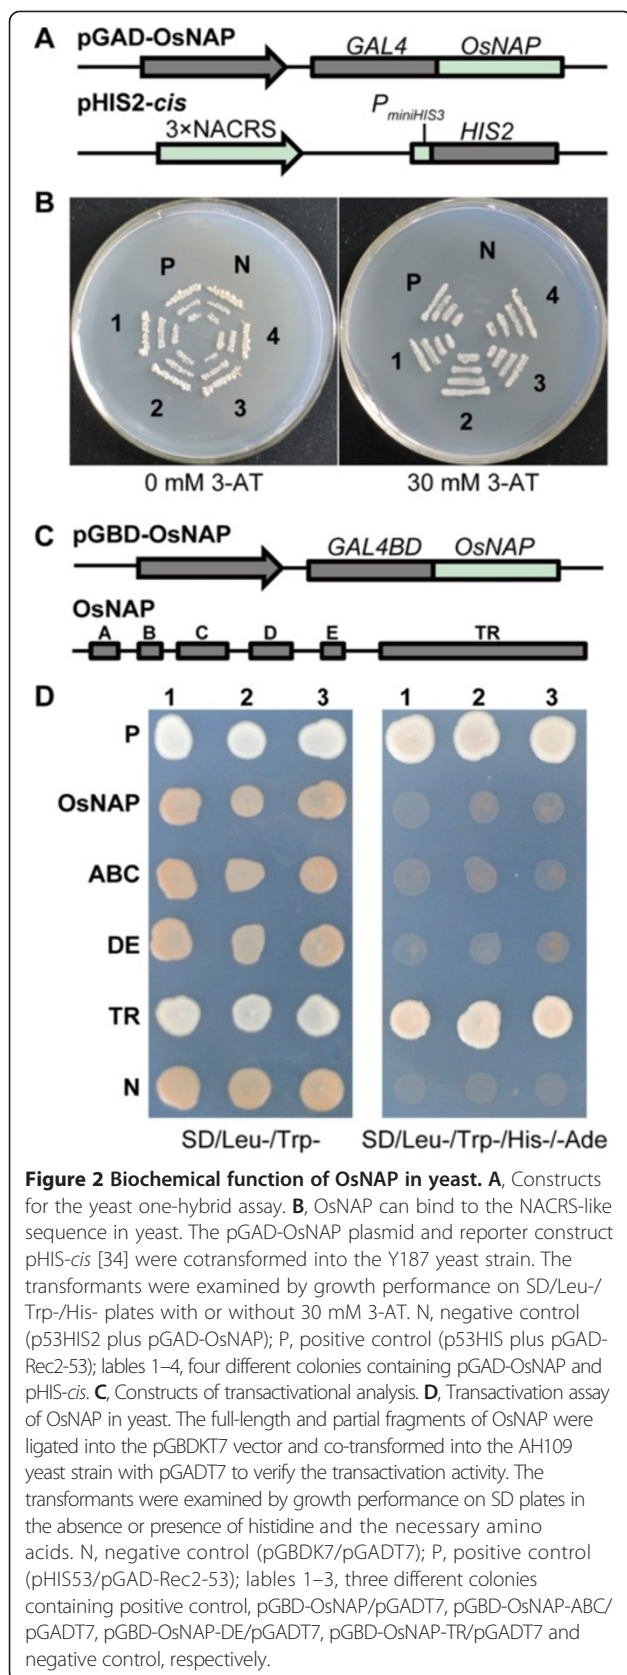 A
pGAD-OsNAP
GAL4 OsNAP
pHIS2-cis
3×NACRS
PminiHIS3
HIS2
B
P N
1 4
2 3
P N
4
1 3
2
0 mM 3-AT 30 mM 3-AT
C
pGBD-OsNAP
GAL4BD OsNAP
OsNAP
A B C D E TR
D
1 2 3 1 2 3
P
OsNAP
ABC
DE
TR
N
SD/Leu-/Trp- SD/Leu-/Trp-/His-/-Ade
Figure 2 Biochemical function of OsNAP in yeast. A, Constructs
for the yeast one-hybrid assay. B, OsNAP can bind to the NACRS-like
sequence in yeast. The pGAD-OsNAP plasmid and reporter construct
pHIS-cis [34] were cotransformed into the Y187 yeast strain. The
transformants were examined by growth performance on SD/Leu-/
Trp-/His- plates with or without 30 mM 3-AT. N, negative control
(p53HIS2 plus pGAD-OsNAP); P, positive control (p53HIS plus pGAD-
Rec2-53); lables 1–4, four different colonies containing pGAD-OsNAP and
pHIS-cis. C, Constructs of transactivational analysis. D, Transactivation assay
of OsNAP in yeast. The full-length and partial fragments of OsNAP were
ligated into the pGBDKT7 vector and co-transformed into the AH109
yeast strain with pGADT7 to verify the transactivation activity. The
transformants were examined by growth performance on SD plates in
the absence or presence of histidine and the necessary amino
acids. N, negative control (pGBDK7/pGADT7); P, positive control
(pHIS53/pGAD-Rec2-53); lables 1–3, three different colonies
containing positive control, pGBD-OsNAP/pGADT7, pGBD-OsNAP-ABC/
pGADT7, pGBD-OsNAP-DE/pGADT7, pGBD-OsNAP-TR/pGADT7 and
negative control, respectively.